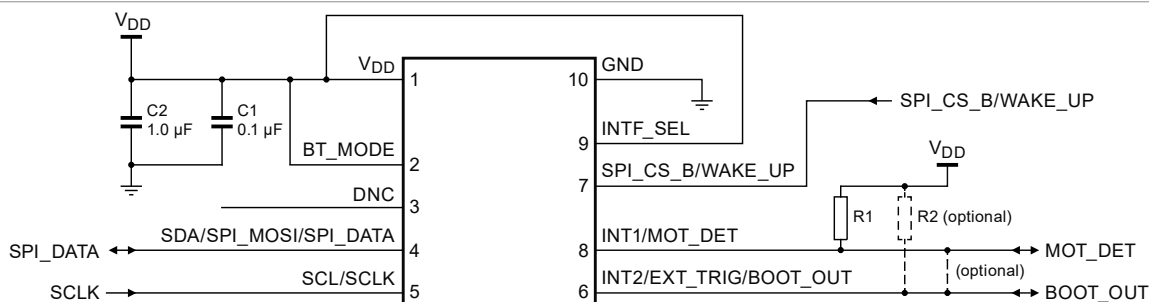 VDD
VDD
1
10
GND
C2
1.0 µF
C1
0.1 µF
SPI_CS_B/WAKE_UP
INTF_SEL
9
BT_MODE
2
SPI_CS_B/WAKE_UP
7
VDD
DNC
3
R1
R2 (optional)
SPI_DATA
SDA/SPI_MOSI/SPI_DATA
4
INT1/MOT_DET
8
MOT_DET
(optional)
SCLK
SCL/SCLK
5
INT2/EXT_TRIG/BOOT_OUT
6
BOOT_OUT